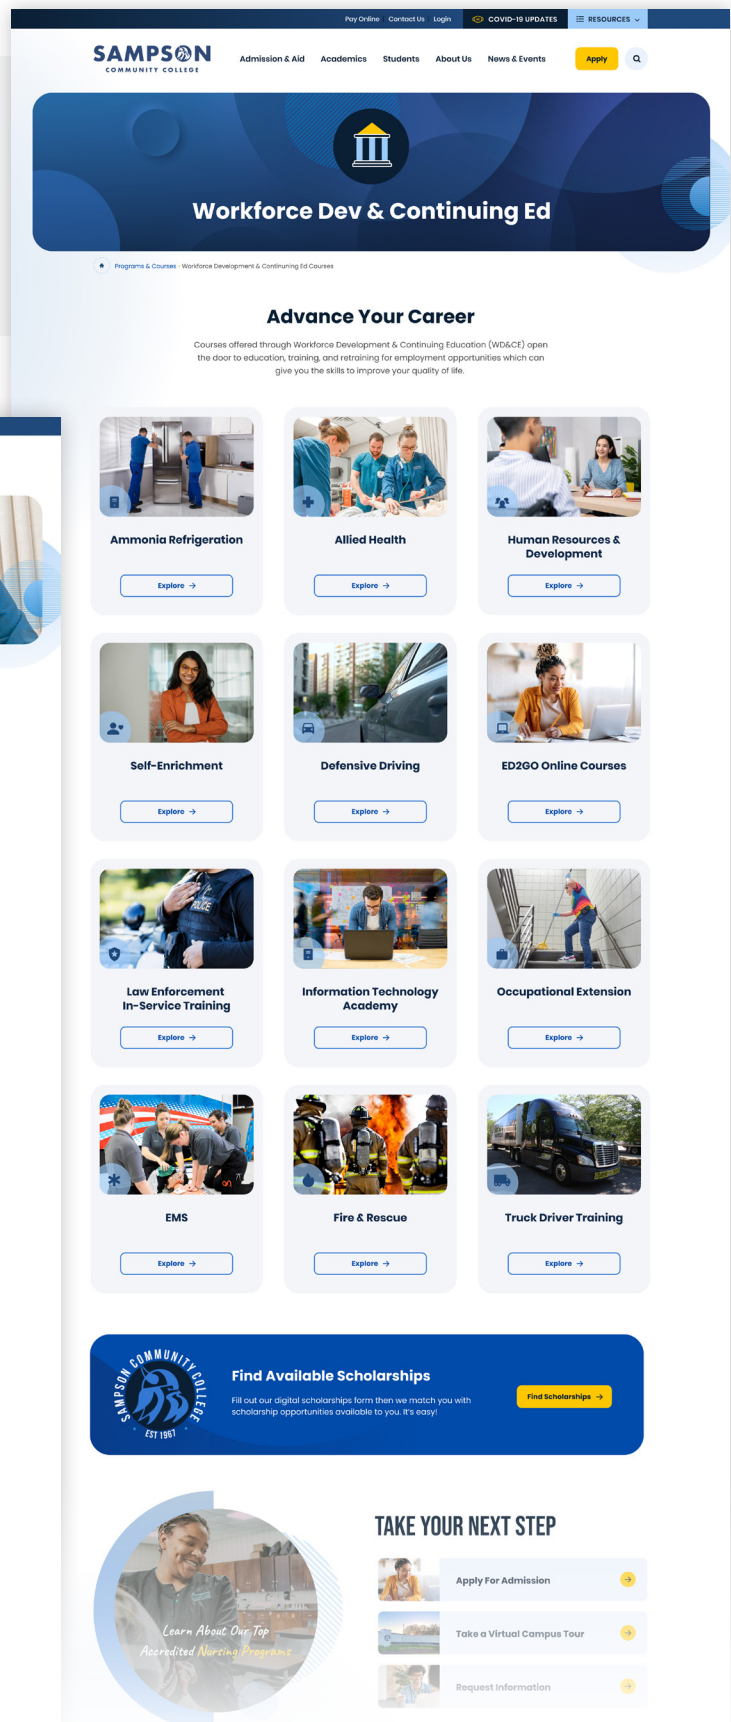 Pay Online Contact Us Login COVID-19 UPDATES RESOURCES
SAMPSON
COMMUNITY COLLEGE
Admission & Aid Academics Students About Us News & Events Apply
Workforce Dev & Continuing Ed
Programs & Courses - Workforce Development & Continuning Ed Courses
Advance Your Career
Courses offered through Workforce Development & Continuing Education (WD&CE) open
the door to education, training, and retraining for employment opportunities which can
give you the skills to improve your quality of life.
Ammonia Refrigeration
Explore →
Allied Health
Explore →
Human Resources &
Development
Explore →
Self-Enrichment
Explore →
Defensive Driving
Explore →
ED2GO Online Courses
Explore →
POLICE
Law Enforcement
In-Service Training
Explore →
Information Technology
Academy
Explore →
Occupational Extension
Explore →
EMS
Explore →
Fire & Rescue
Explore →
Truck Driver Training
Explore →
SAMPSON COMMUNITY COLLEGE
EST 1967
Find Available Scholarships
Fill out our digital scholarships form then we match you with
scholarship opportunities available to you. It's easy!
Find Scholarships →
Learn About Our Top
Accredited Nursing Programs
TAKE YOUR NEXT STEP
Apply For Admission
Take a Virtual Campus Tour
Request Information